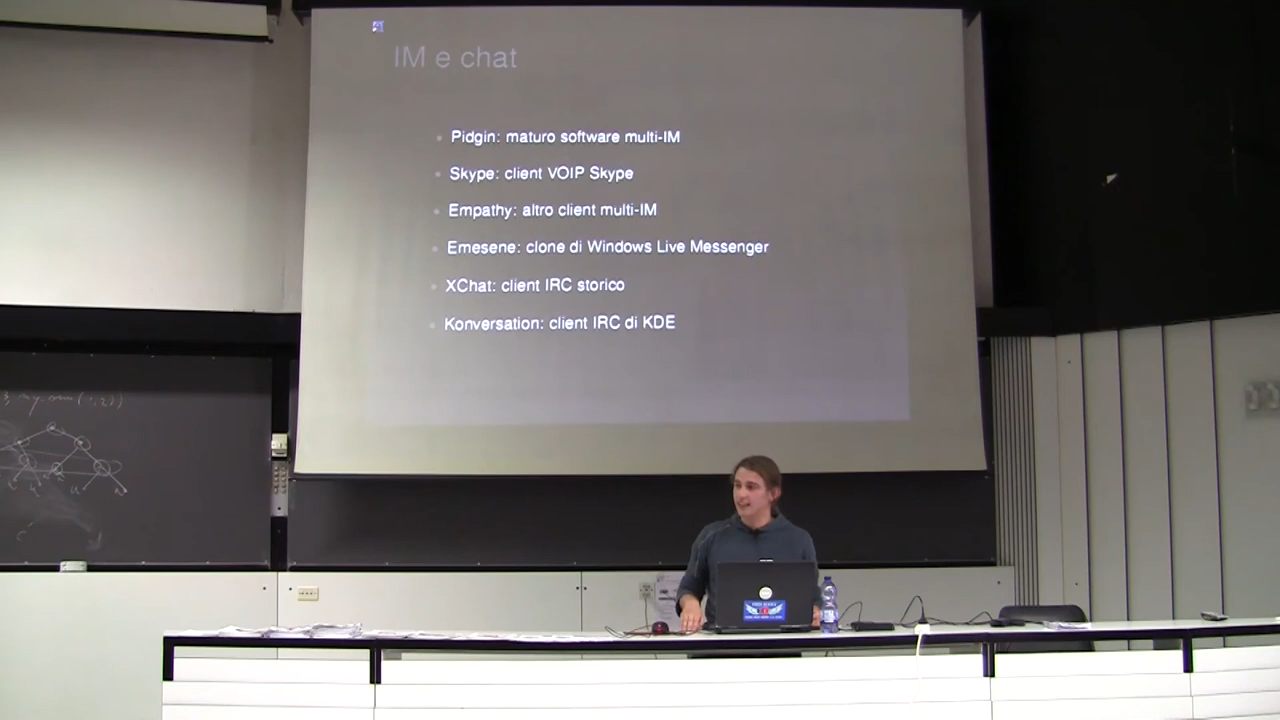 IM e chat
Pidgin: maturo software multi-IM
Skype: client VOIP Skype
Empathy: altro client multi-IM
Emesene: clone di Windows Live Messenger
XChat: client IRC storico
Konversation: client IRC di KDE